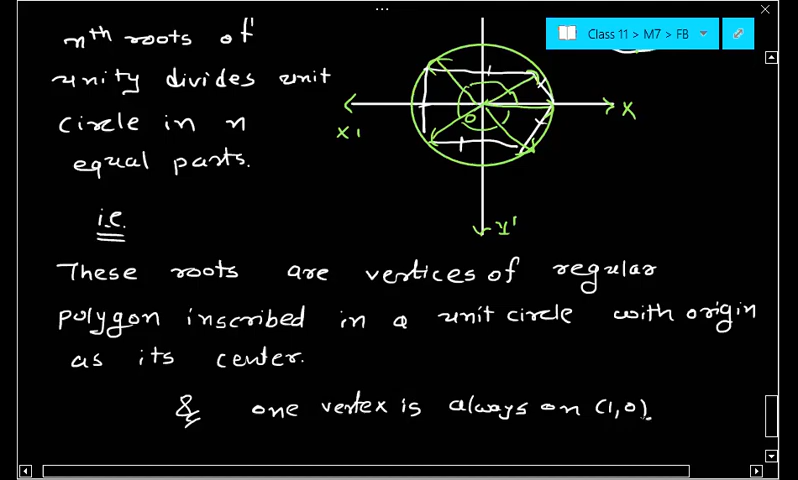 nth roots of
unity divides unit
circle in n
equal parts.
Class 11 > M7 > FB
X
X'
O
Y'
i.e.
These roots are vertices of regular
polygon inscribed in a unit circle with origin
as its center.
& one vertex is always on (1,0).